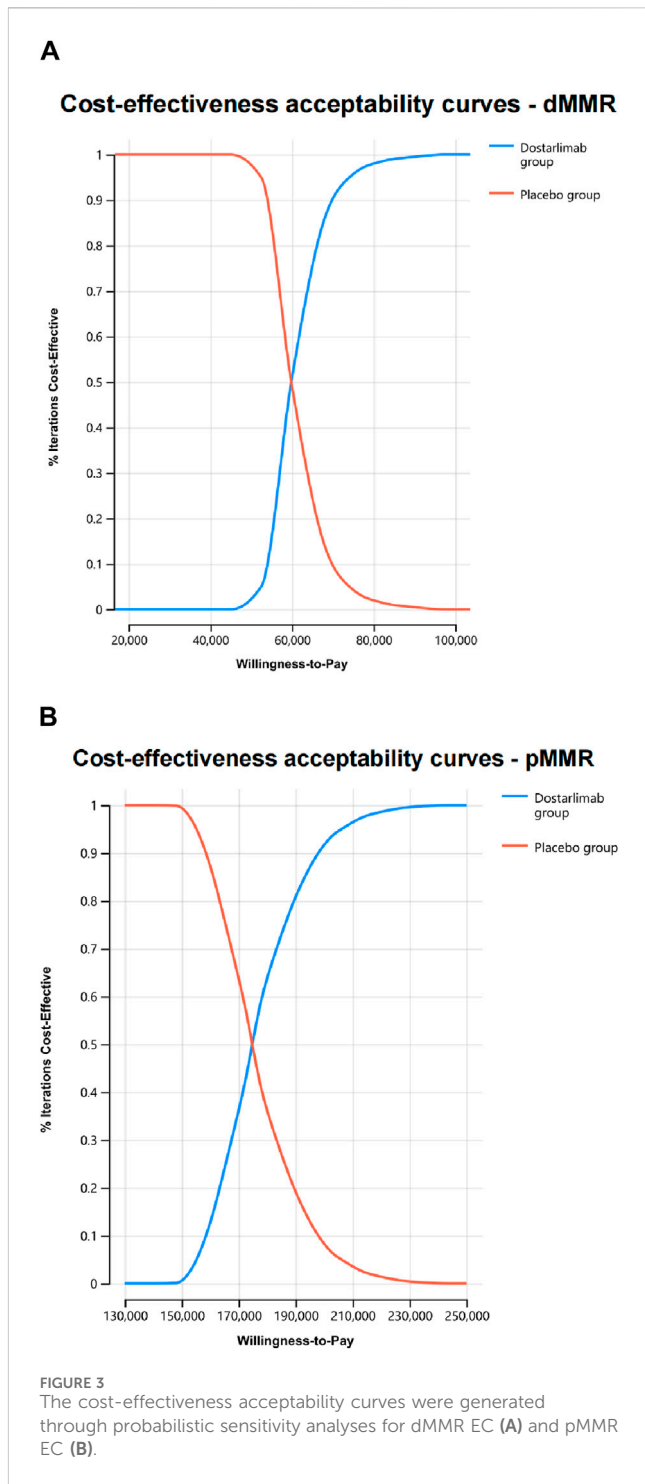 A
Cost-effectiveness acceptability curves - dMMR
Dostarlimab
group
Placebo group
% Iterations Cost-Effective
1
0.9
0.8
0.7
0.6
0.5
0.4
0.3
0.2
0.1
0
20,000 40,000 60,000 80,000 100,000
Willingness-to-Pay
B
Cost-effectiveness acceptability curves - pMMR
Dostarlimab
group
Placebo group
% Iterations Cost-Effective
1
0.9
0.8
0.7
0.6
0.5
0.4
0.3
0.2
0.1
0
130,000 150,000 170,000 190,000 210,000 230,000 250,000
Willingness-to-Pay
FIGURE 3
The cost-effectiveness acceptability curves were generated
through probabilistic sensitivity analyses for dMMR EC (A) and pMMR
EC (B).